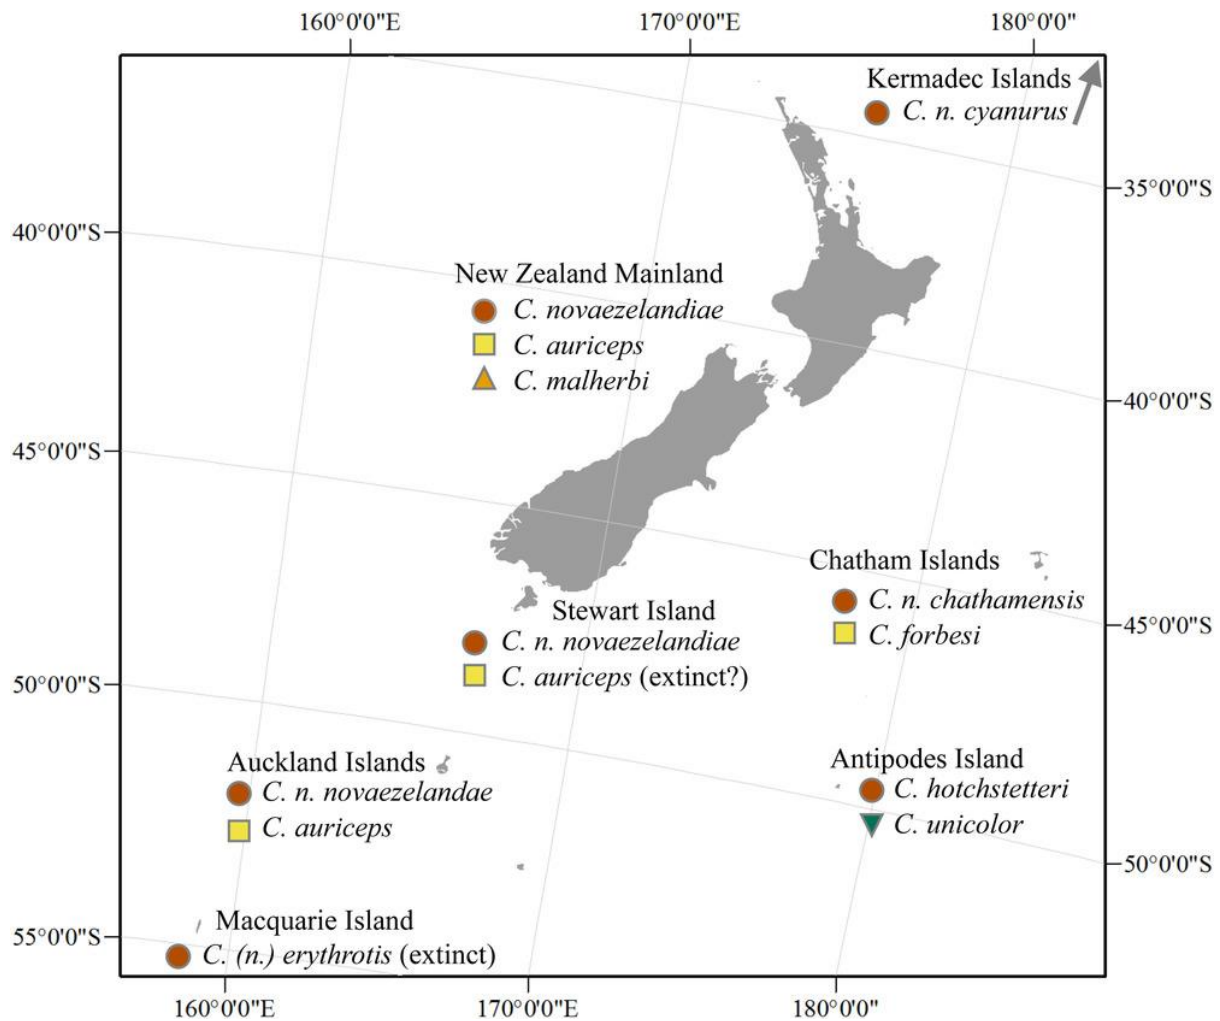 160°0'0"E 170°0'0"E 180°0'0"
Kermadec Islands
C. n. cyanurus
35°0'0"S
40°0'0"S
New Zealand Mainland
C. novaezelandiae
C. auriceps
C. malherbi
40°0'0"S
45°0'0"S
Chatham Islands
C. n. chathamensis
C. forbesi
45°0'0"S
Stewart Island
C. n. novaezelandiae
C. auriceps (extinct?)
50°0'0"S
Auckland Islands
C. n. novaezelandae
C. auriceps
Antipodes Island
C. hotchstetteri
C. unicolor
50°0'0"S
Macquarie Island
C. (n.) erythrotis (extinct)
55°0'0"S
160°0'0"E 170°0'0"E 180°0'0"